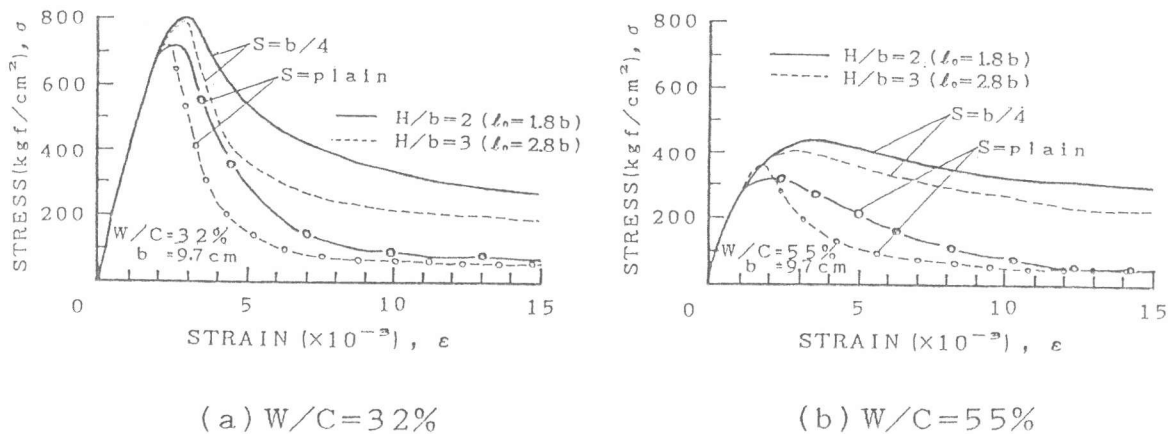 STRESS(kgf/cm²), σ
800
600
400
200
0
5
10
15
S=b/4
S=plain
H/b=2 (ℓ₀=1.8b)
H/b=3 (ℓ₀=2.8b)
W/C=32%
b =9.7cm
STRAIN(×10⁻³), ε
(a) W/C=32%
STRESS(kgf/cm²), σ
800
600
400
200
0
5
10
15
H/b=2 (ℓ₀=1.8b)
H/b=3 (ℓ₀=2.8b)
S=b/4
S=plain
W/C=55%
b =9.7cm
STRAIN(×10⁻³), ε
(b) W/C=55%